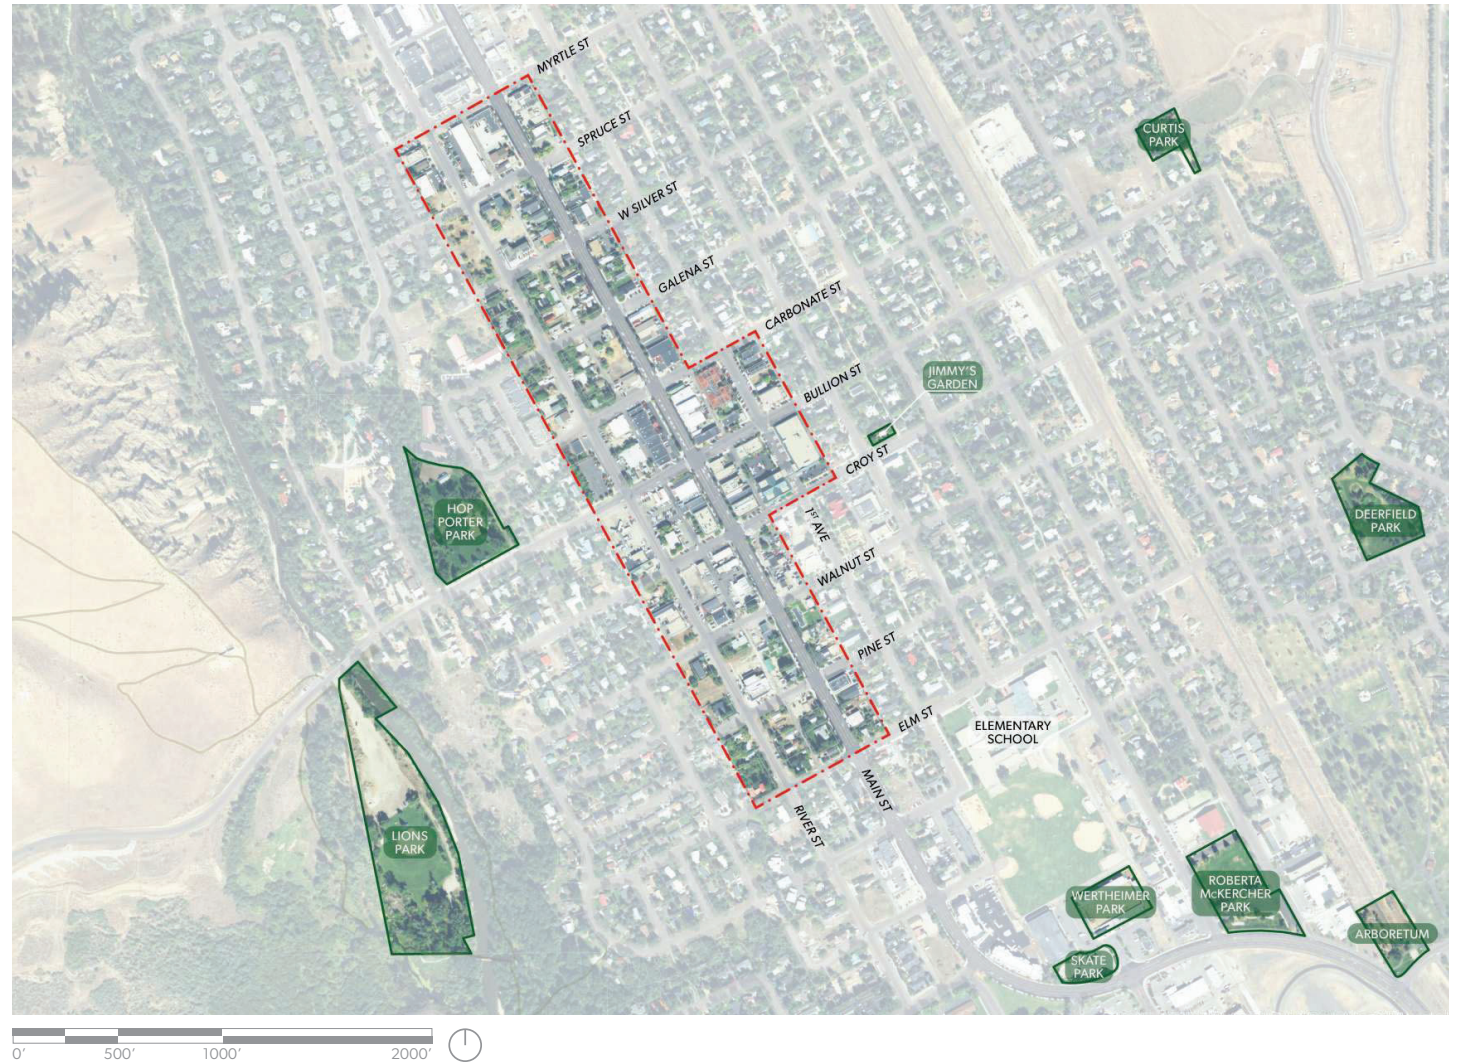 MYRTLE ST
SPRUCE ST
W SILVER ST
GALENA ST
CARBONATE ST
BULLION ST
CROY ST
1ST AVE
WALNUT ST
PINE ST
ELM ST
MAIN ST
RIVER ST
CURTIS
PARK
JIMMY'S
GARDEN
HOP
PORTER
PARK
DEERFIELD
PARK
ELEMENTARY
SCHOOL
LIONS
PARK
WERTHEIMER
PARK
ROBERTA
McKERCHER
PARK
ARBORETUM
SKATE
PARK
0' 500' 1000' 2000'